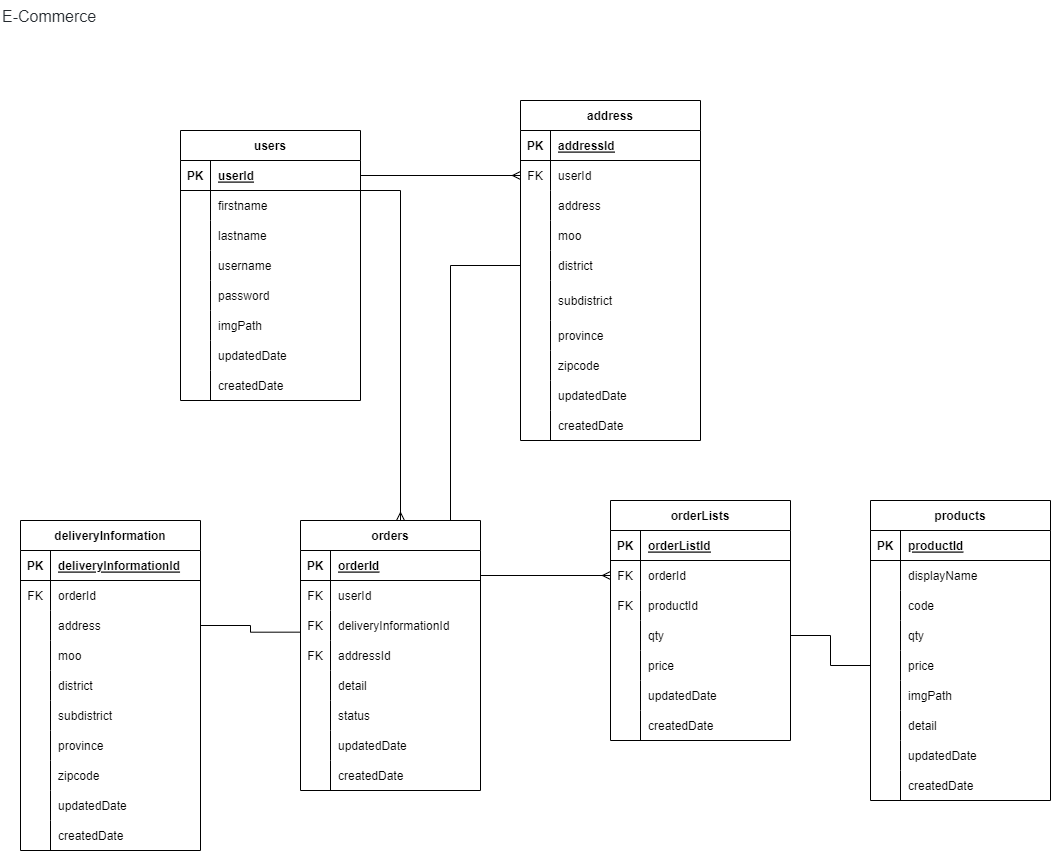 E-Commerce
users
PK userId
firstname
lastname
username
password
imgPath
updatedDate
createdDate
address
PK addressId
FK userId
address
moo
district
subdistrict
province
zipcode
updatedDate
createdDate
deliveryInformation
PK deliveryInformationId
FK orderId
address
moo
district
subdistrict
province
zipcode
updatedDate
createdDate
orders
PK orderId
FK userId
FK deliveryInformationId
FK addressId
detail
status
updatedDate
createdDate
orderLists
PK orderListId
FK orderId
FK productId
qty
price
updatedDate
createdDate
products
PK productId
displayName
code
qty
price
imgPath
detail
updatedDate
createdDate